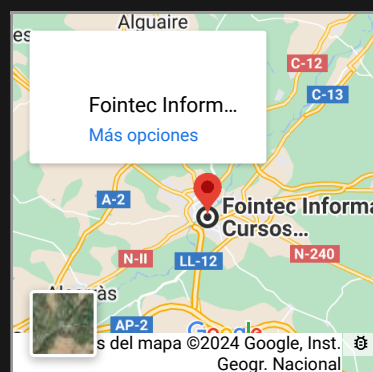 Alguaire
es
C-12
Fointec Inform...
C-13
Más opciones
A-2
Fointec Informa
Cursos...
N-II
LL-12
N-240
AP-2
Google
s del mapa ©2024 Google, Inst.
Geogr. Nacional